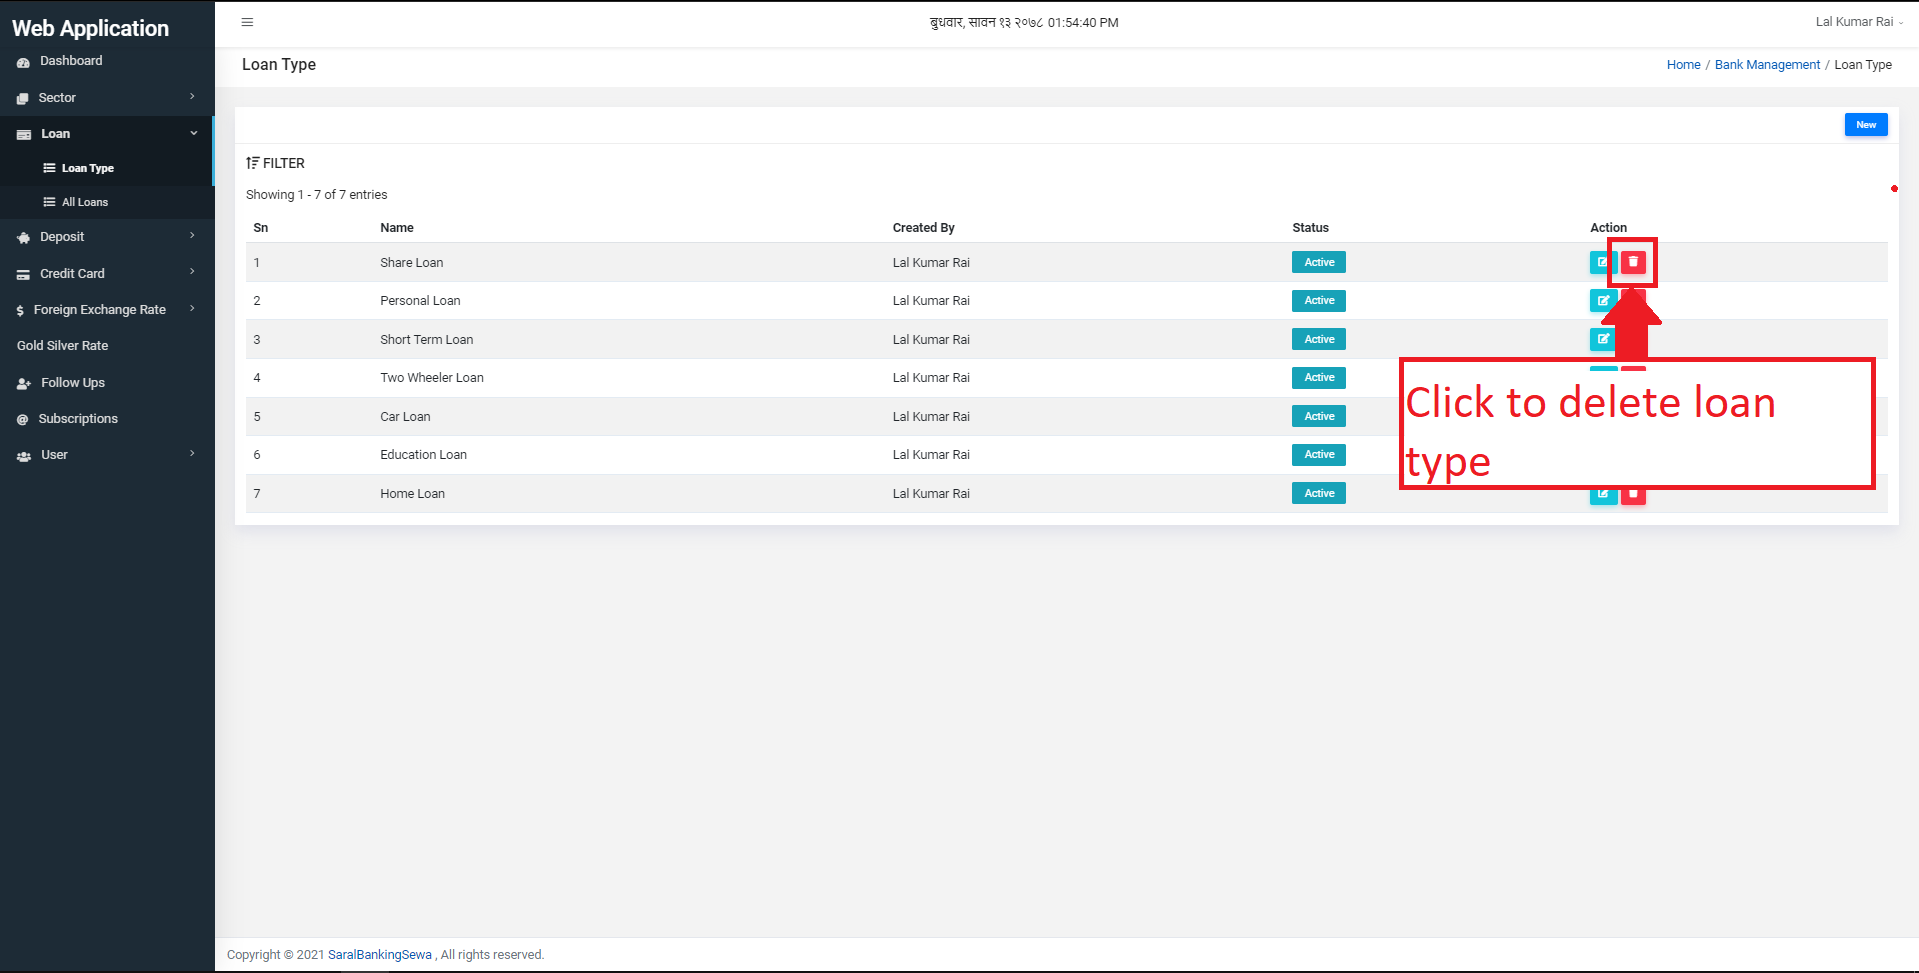 Web Application
बुधवार, सावन १३ २०७८ 01:54:40 PM
Lal Kumar Rai
Dashboard
Sector
Loan
Loan Type
All Loans
Deposit
Credit Card
Foreign Exchange Rate
Gold Silver Rate
Follow Ups
Subscriptions
User
Loan Type
Home / Bank Management / Loan Type
New
FILTER
Showing 1 - 7 of 7 entries
Sn Name Created By Status Action
1 Share Loan Lal Kumar Rai Active
2 Personal Loan Lal Kumar Rai Active
3 Short Term Loan Lal Kumar Rai Active
4 Two Wheeler Loan Lal Kumar Rai Active
5 Car Loan Lal Kumar Rai Active
6 Education Loan Lal Kumar Rai Active
7 Home Loan Lal Kumar Rai Active
Click to delete loan
type
Copyright © 2021 SaralBankingSewa , All rights reserved.